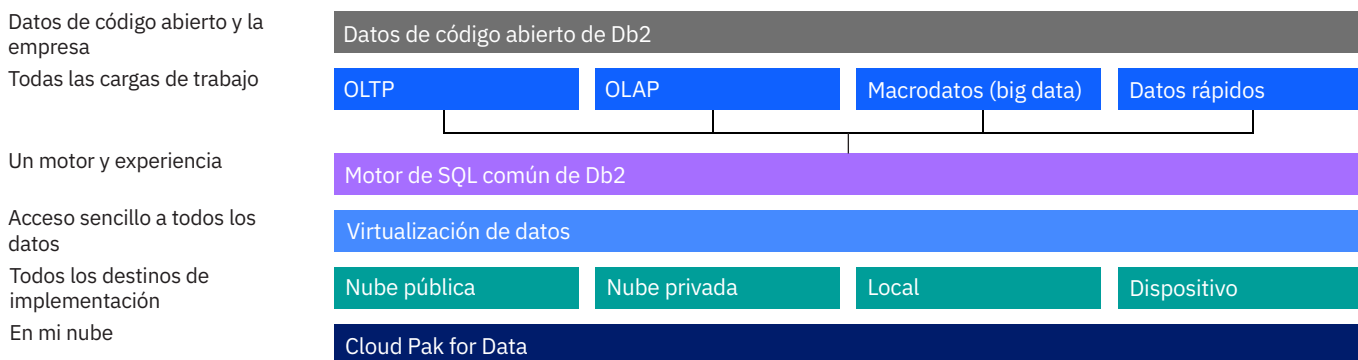 Datos de código abierto y la
empresa
Datos de código abierto de Db2
Todas las cargas de trabajo
OLTP
OLAP
Macrodatos (big data)
Datos rápidos
Un motor y experiencia
Motor de SQL común de Db2
Acceso sencillo a todos los
datos
Virtualización de datos
Todos los destinos de
implementación
Nube pública
Nube privada
Local
Dispositivo
En mi nube
Cloud Pak for Data